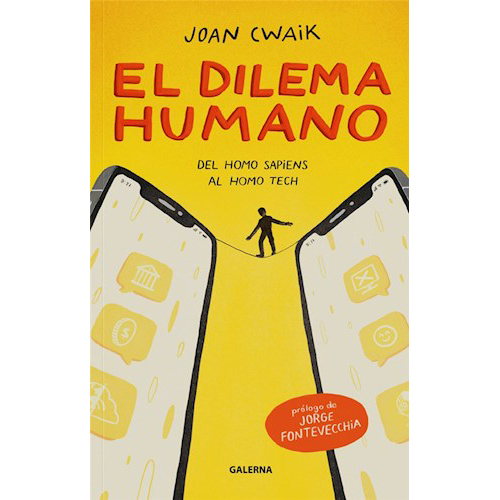 JOAN CWAiK
EL DILEMA
HUMANO
DEL HOMO SAPiENS
AL HOMO TECH
prólogo de
JORGE
FONTEVECCHiA
GALERNA